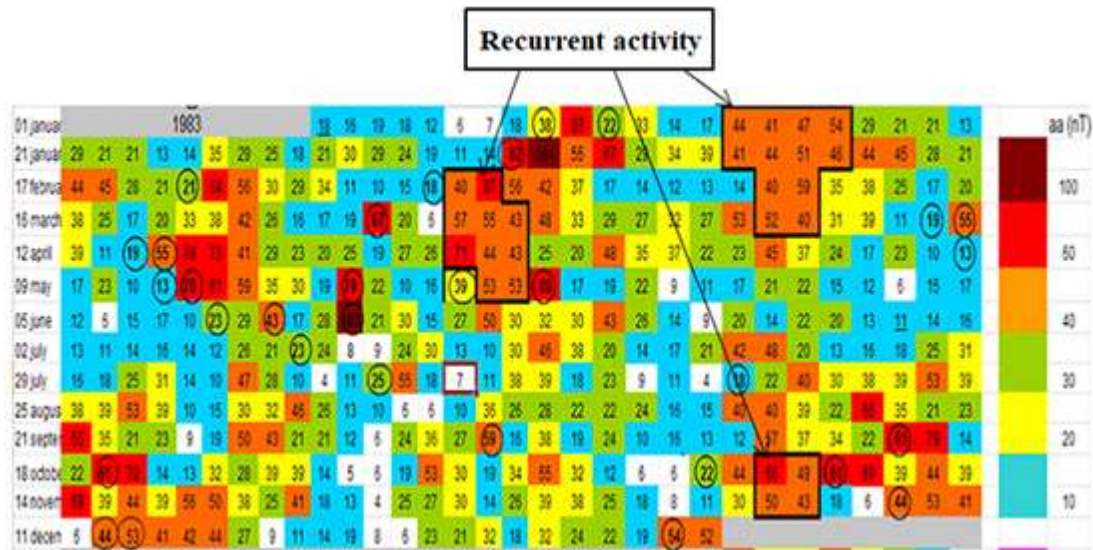 Recurrent activity
1983
01 januar 18 16 19 18 12 6 7 18 38 22 33 14 17 44 41 47 54 29 21 21 13 aa (nT)
21 januar 29 21 21 13 14 35 29 25 18 21 30 29 24 19 11 55 29 34 39 41 44 51 46 44 45 28 21
17 februa 44 45 28 21 21 56 30 29 34 11 10 15 18 40 56 42 37 17 14 12 13 14 40 59 35 38 25 17 20 100
16 march 38 25 17 20 33 38 42 26 16 17 19 67 20 6 57 55 43 48 33 29 27 32 27 53 52 40 31 39 11 19 55
12 april 39 11 19 55 73 41 29 23 20 25 19 27 26 71 44 43 25 20 48 35 37 22 23 45 37 24 17 23 10 13 60
09 may 17 23 10 13 70 59 35 30 19 79 22 10 16 39 53 53 17 19 22 9 11 17 21 22 15 12 6 15 17
05 june 12 6 15 17 10 23 29 43 17 28 21 30 15 27 50 30 32 30 43 26 14 9 20 14 22 20 13 11 14 16 40
02 july 13 11 14 16 14 12 26 21 23 24 8 9 24 30 13 10 30 46 38 20 14 17 21 42 48 20 13 16 18 25 31
29 july 16 18 25 31 14 10 47 28 10 4 11 25 55 18 7 11 38 39 18 23 9 11 4 22 40 30 38 38 39 53 39 30
25 augus 38 39 53 39 10 15 30 32 46 26 13 10 6 6 10 36 26 28 22 22 24 16 15 40 40 39 22 35 21 23
21 septe 35 21 23 9 19 50 43 21 21 12 6 24 36 27 59 16 38 19 24 10 16 13 12 37 34 22 14 20
18 octobe 22 14 13 32 28 39 39 14 5 6 19 53 30 19 34 55 32 12 6 6 22 44 49 39 44 39
14 novem 39 44 39 56 50 38 25 41 18 13 4 25 27 30 14 26 39 38 25 18 8 11 30 50 43 18 6 44 53 41 10
11 decem 6 44 53 41 42 44 27 9 11 14 19 8 6 23 21 32 18 32 24 22 19 54 52